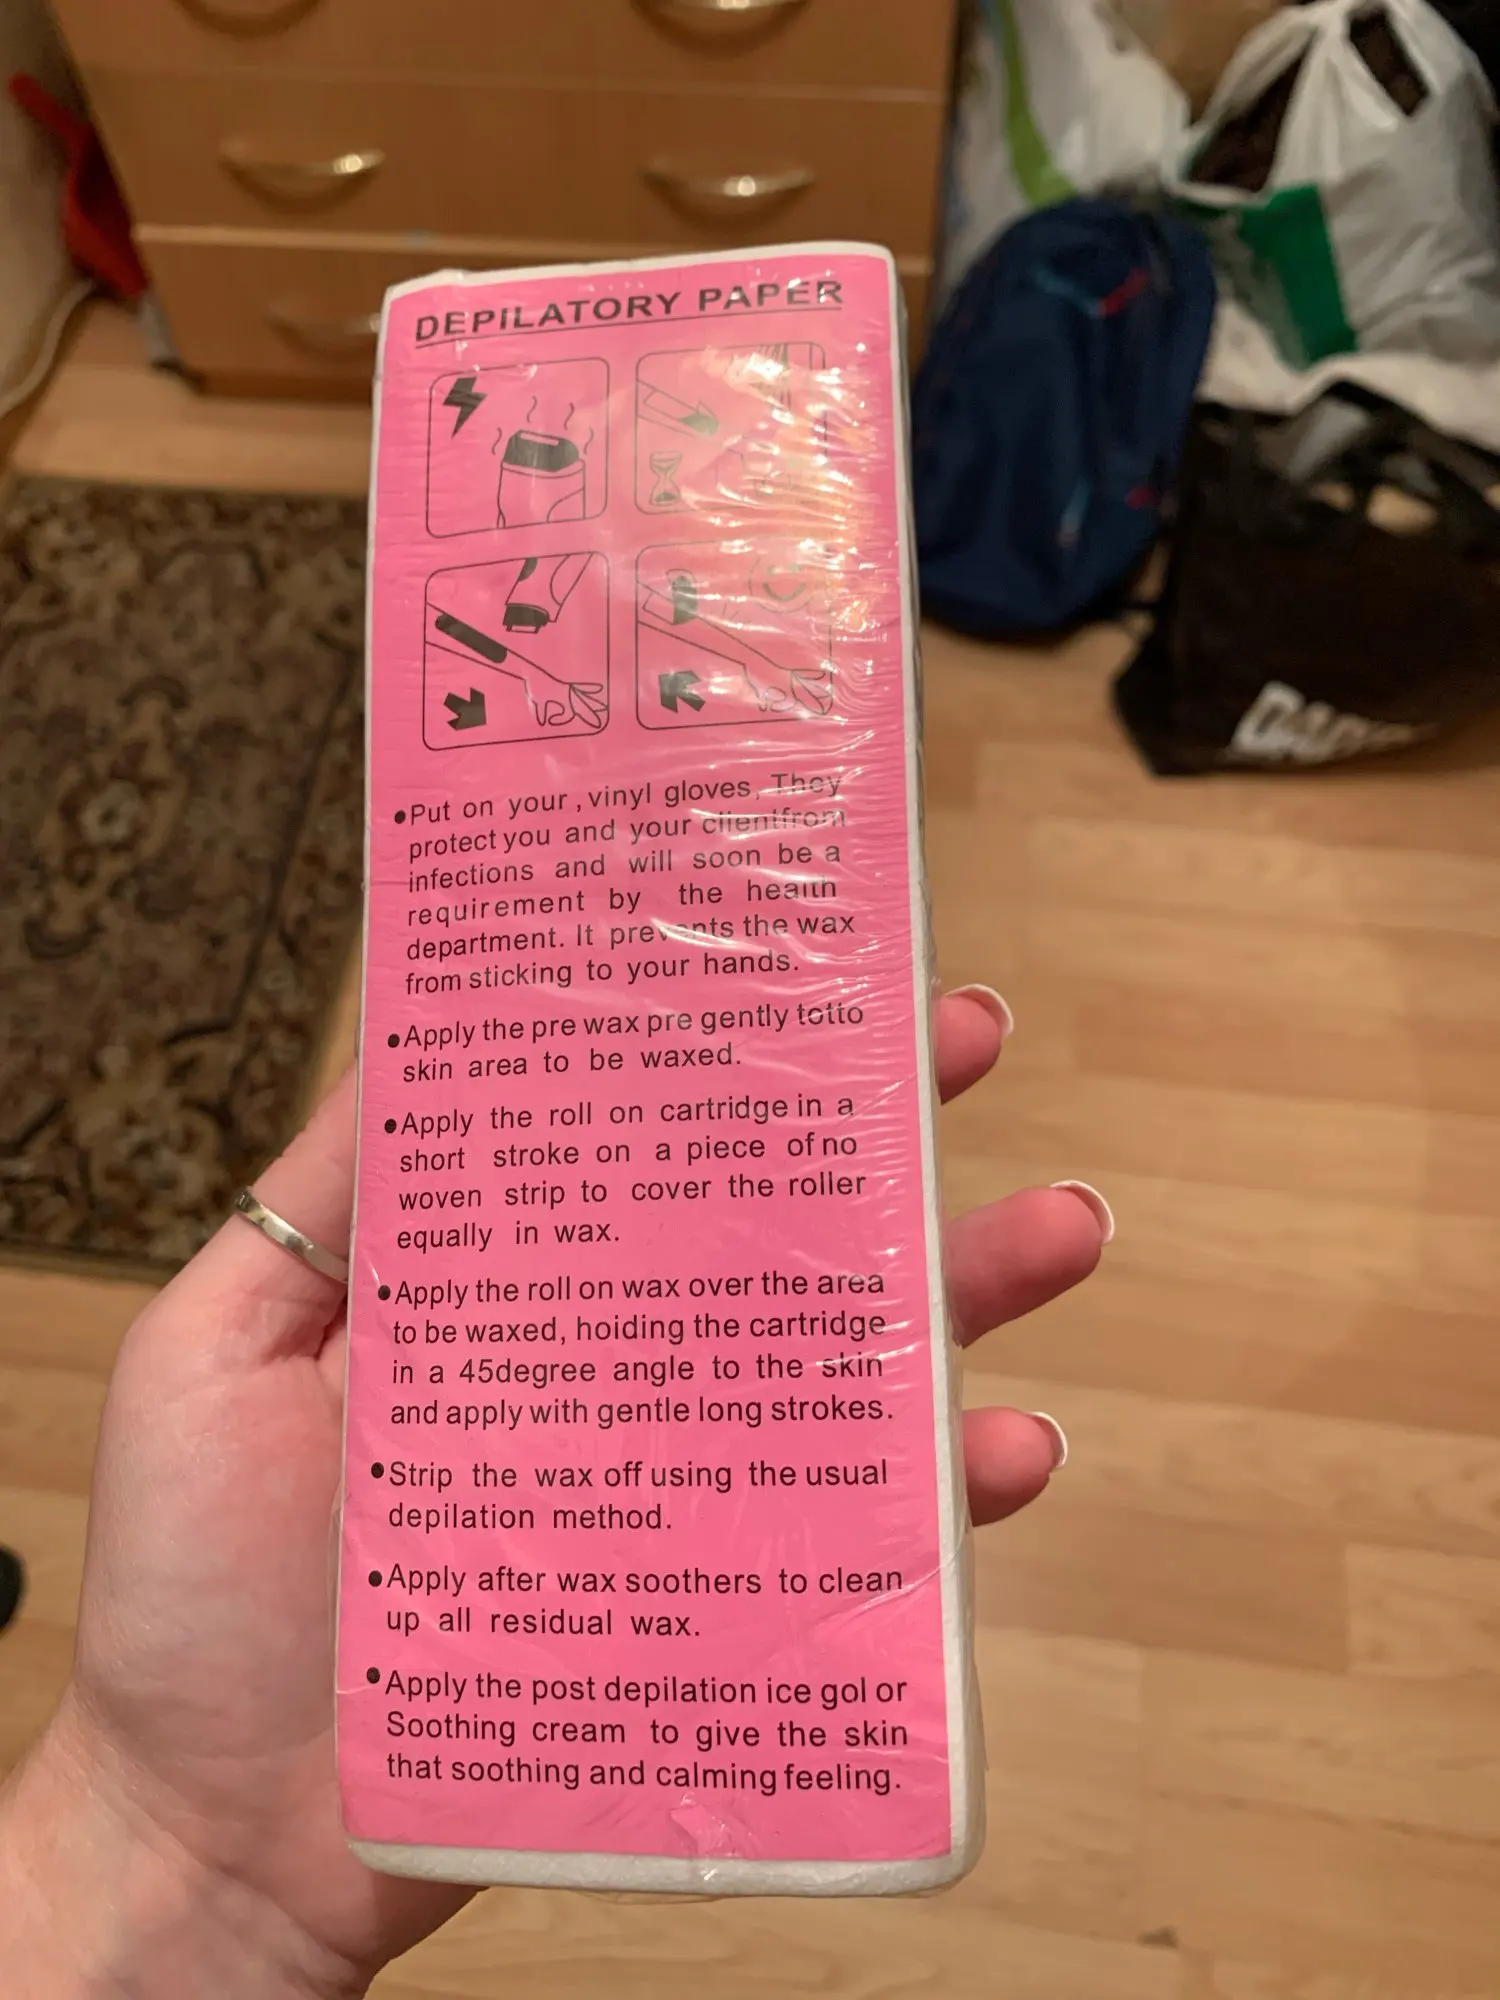 DEPILATORY PAPER
•Put on your , vinyl gloves, They
protect you and your clientfrom
infections and will soon be a
requirement by the health
department. It prevents the wax
from sticking to your hands.
•Apply the pre wax pre gently totto
skin area to be waxed.
•Apply the roll on cartridge in a
short stroke on a piece of no
woven strip to cover the roller
equally in wax.
•Apply the roll on wax over the area
to be waxed, hoiding the cartridge
in a 45degree angle to the skin
and apply with gentle long strokes.
•Strip the wax off using the usual
depilation method.
•Apply after wax soothers to clean
up all residual wax.
•Apply the post depilation ice gol or
Soothing cream to give the skin
that soothing and calming feeling.